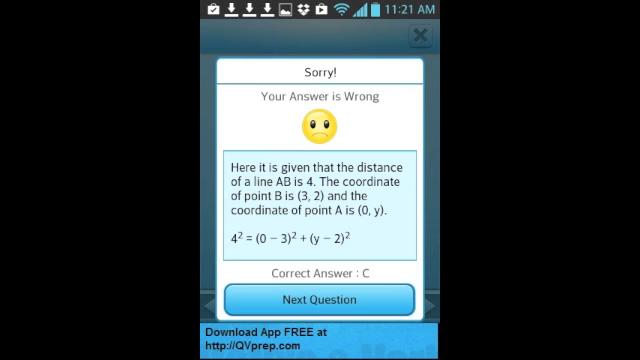 11:21 AM
Sorry!
Your Answer is Wrong
Here it is given that the distance
of a line AB is 4. The coordinate
of point B is (3, 2) and the
coordinate of point A is (0, y).
4² = (0 − 3)² + (y − 2)²
Correct Answer : C
Next Question
Download App FREE at
http://QVprep.com